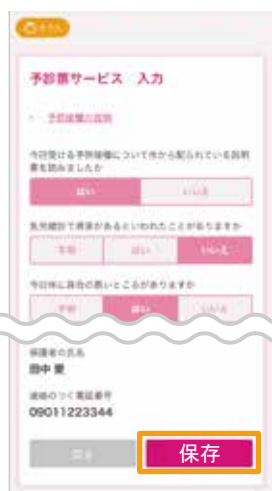 予診票サービス 入力
今日受ける予防接種について市から配られている説明
書を読みましたか
はい いいえ
乳児健診で異常があるといわれたことがありますか
不明 はい いいえ
今日体に具合の悪いところがありますか
不明 はい いいえ
保護者の氏名
田中 愛
連絡のつく電話番号
09011223344
戻る 保存